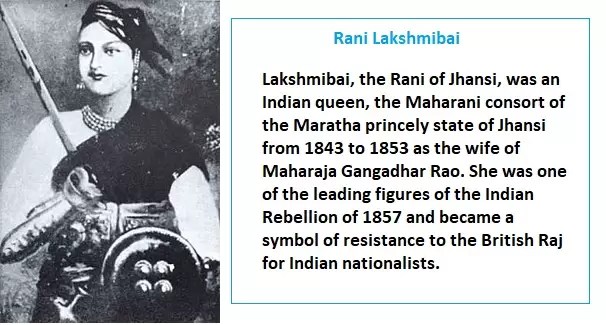 Rani Lakshmibai
Lakshmibai, the Rani of Jhansi, was an
Indian queen, the Maharani consort of
the Maratha princely state of Jhansi
from 1843 to 1853 as the wife of
Maharaja Gangadhar Rao. She was one
of the leading figures of the Indian
Rebellion of 1857 and became a
symbol of resistance to the British Raj
for Indian nationalists.